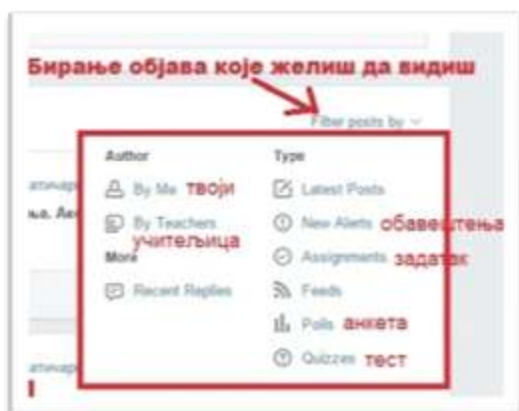 Бирање објава које желиш да видиш
Filter posts by
Author
Type
By Me твоји
Latest Posts
By Teachers
учитељица
New Alerts обавештења
More
Assignments задатак
Recent Replies
Feeds
Polls анкета
Quizzes тест